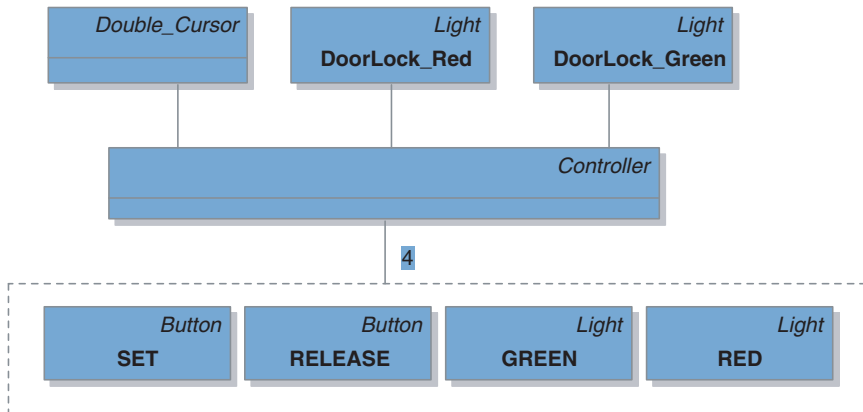 Double_Cursor
Light
DoorLock_Red
Light
DoorLock_Green
Controller
4
Button
SET
Button
RELEASE
Light
GREEN
Light
RED